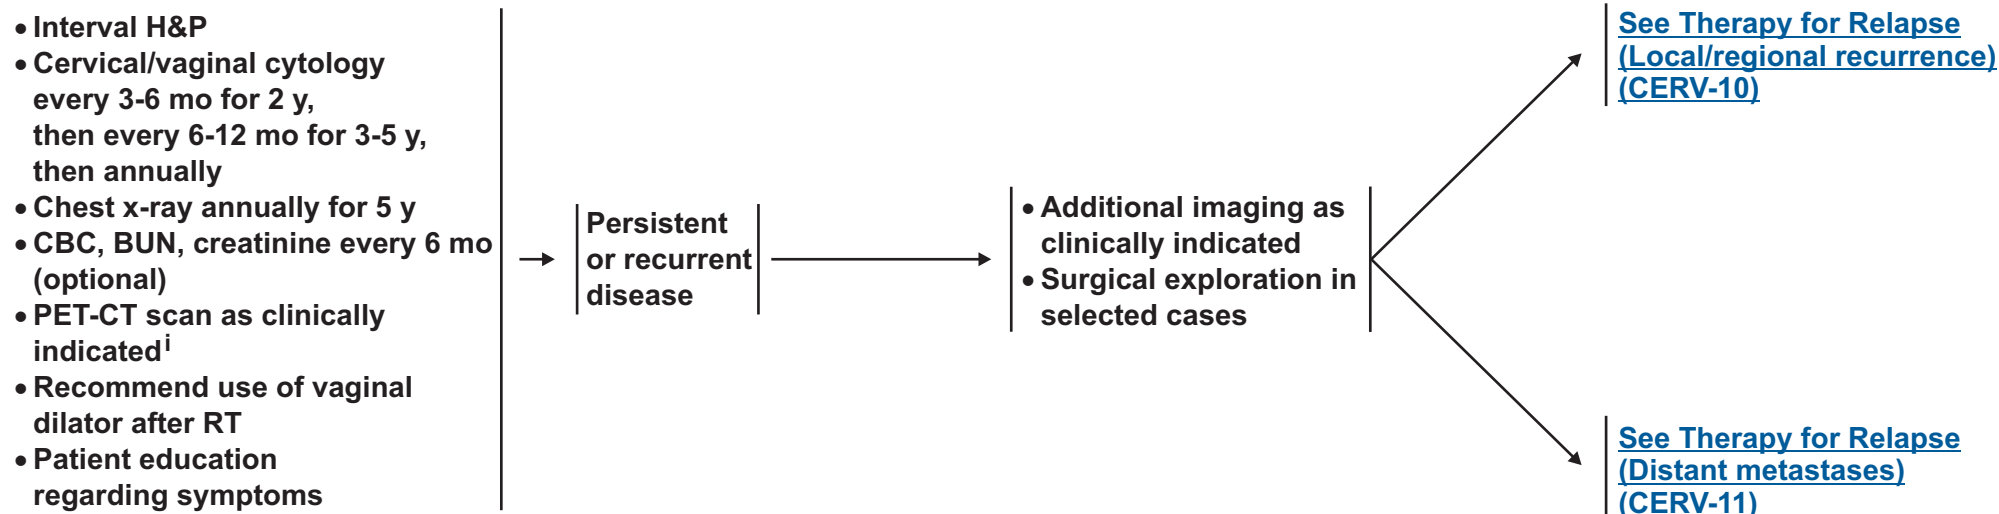 • Interval H&P
• Cervical/vaginal cytology
every 3-6 mo for 2 y,
then every 6-12 mo for 3-5 y,
then annually
• Chest x-ray annually for 5 y
• CBC, BUN, creatinine every 6 mo
(optional)
• PET-CT scan as clinically
indicatedⁱ
• Recommend use of vaginal
dilator after RT
• Patient education
regarding symptoms
Persistent
or recurrent
disease
• Additional imaging as
clinically indicated
• Surgical exploration in
selected cases
See Therapy for Relapse
(Local/regional recurrence)
(CERV-10)
See Therapy for Relapse
(Distant metastases)
(CERV-11)